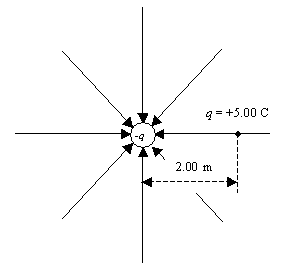 q = +5.00 C
-q
2.00 m